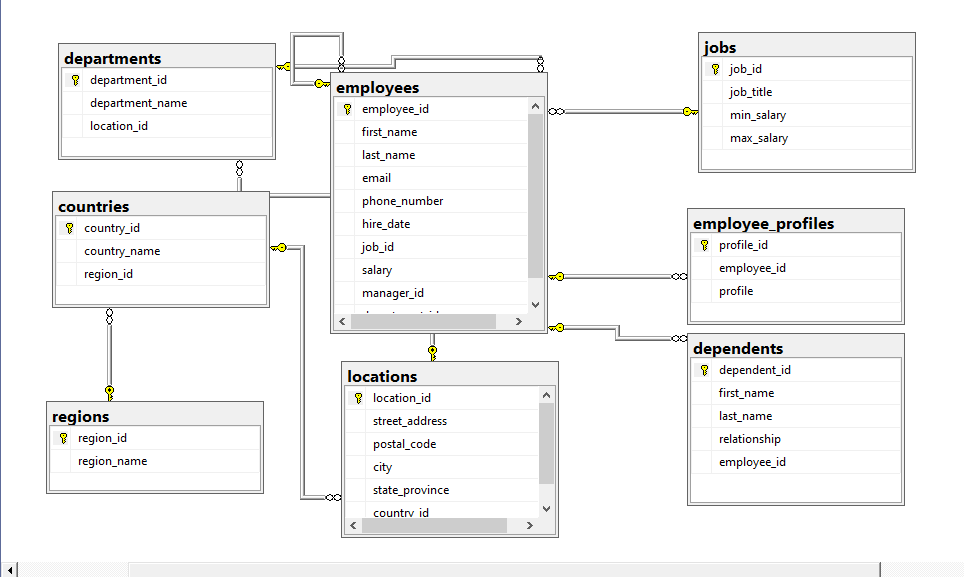 departments
department_id
department_name
location_id
employees
employee_id
first_name
last_name
email
phone_number
hire_date
job_id
salary
manager_id
jobs
job_id
job_title
min_salary
max_salary
countries
country_id
country_name
region_id
employee_profiles
profile_id
employee_id
profile
regions
region_id
region_name
locations
location_id
street_address
postal_code
city
state_province
country_id
dependents
dependent_id
first_name
last_name
relationship
employee_id